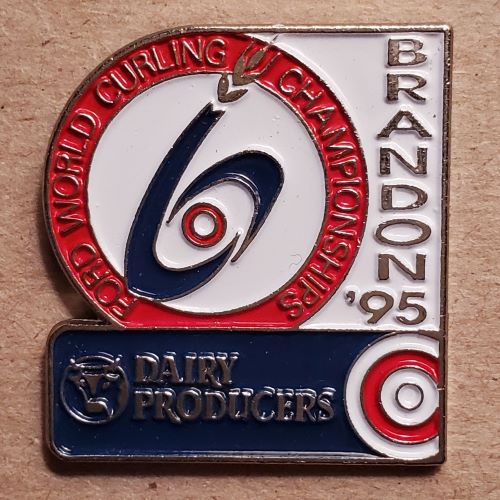 FORD WORLD CURLING CHAMPIONSHIPS
BRANDON
'95
DAIRY
PRODUCERS